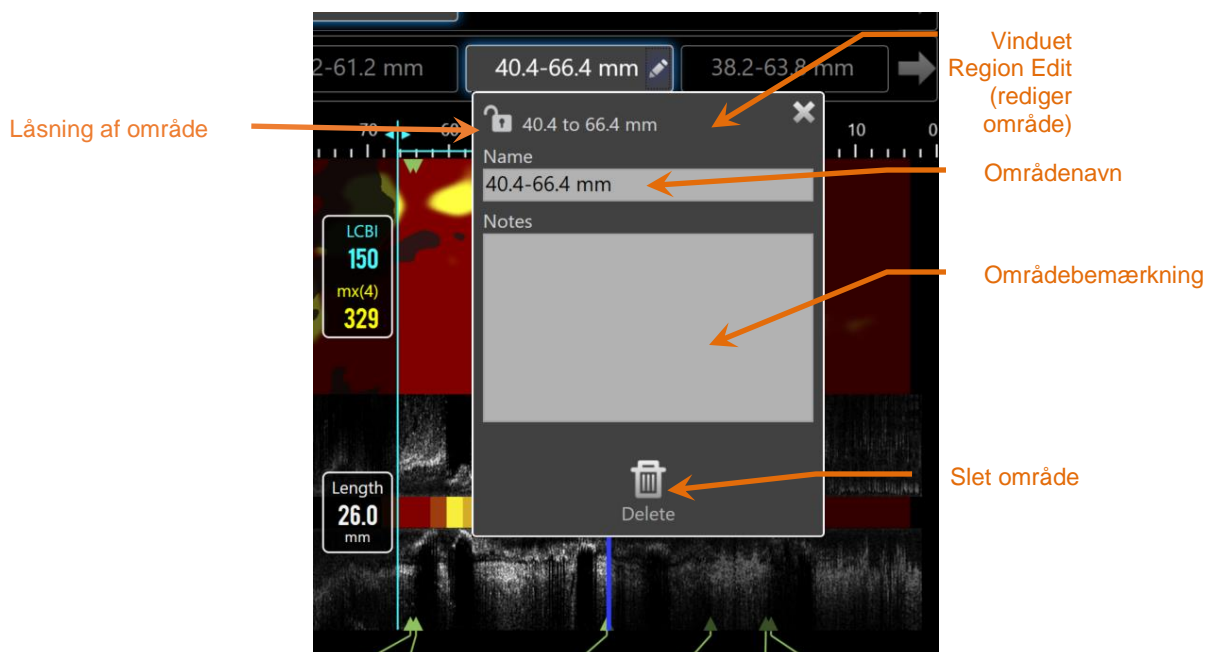 Vinduet
Region Edit
(rediger
område)
2-61.2 mm
40.4-66.4 mm
38.2-63.8 mm
Låsning af område
70
60
10
0
40.4 to 66.4 mm
Name
40.4-66.4 mm
Områdenavn
Notes
LCBI
150
mx(4)
329
Områdebemærkning
Length
26.0
mm
Delete
Slet område